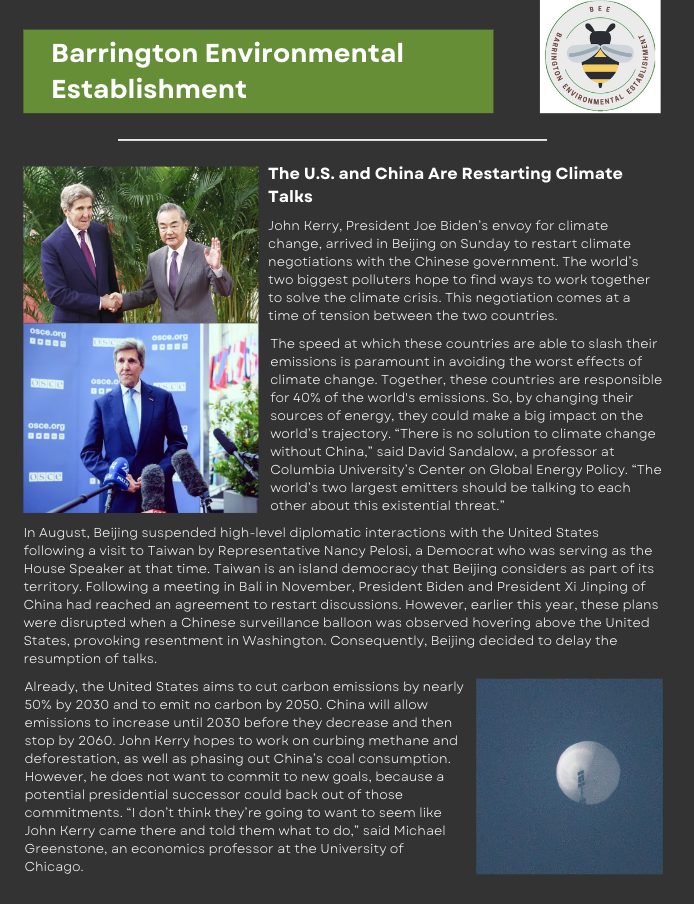 Barrington Environmental
Establishment
BEE
BARRINGTON ENVIRONMENTAL ESTABLISHMENT
The U.S. and China Are Restarting Climate
Talks
John Kerry, President Joe Biden's envoy for climate
change, arrived in Beijing on Sunday to restart climate
negotiations with the Chinese government. The world's
two biggest polluters hope to find ways to work together
to solve the climate crisis. This negotiation comes at a
time of tension between the two countries.
osce.org
osce.org
OSCE
OSCE
osce.org
OSCE
The speed at which these countries are able to slash their
emissions is paramount in avoiding the worst effects of
climate change. Together, these countries are responsible
for 40% of the world's emissions. So, by changing their
sources of energy, they could make a big impact on the
world's trajectory. “There is no solution to climate change
without China,” said David Sandalow, a professor at
Columbia University's Center on Global Energy Policy. “The
world's two largest emitters should be talking to each
other about this existential threat.”
In August, Beijing suspended high-level diplomatic interactions with the United States
following a visit to Taiwan by Representative Nancy Pelosi, a Democrat who was serving as the
House Speaker at that time. Taiwan is an island democracy that Beijing considers as part of its
territory. Following a meeting in Bali in November, President Biden and President Xi Jinping of
China had reached an agreement to restart discussions. However, earlier this year, these plans
were disrupted when a Chinese surveillance balloon was observed hovering above the United
States, provoking resentment in Washington. Consequently, Beijing decided to delay the
resumption of talks.
Already, the United States aims to cut carbon emissions by nearly
50% by 2030 and to emit no carbon by 2050. China will allow
emissions to increase until 2030 before they decrease and then
stop by 2060. John Kerry hopes to work on curbing methane and
deforestation, as well as phasing out China's coal consumption.
However, he does not want to commit to new goals, because a
potential presidential successor could back out of those
commitments. “I don't think they're going to want to seem like
John Kerry came there and told them what to do,” said Michael
Greenstone, an economics professor at the University of
Chicago.